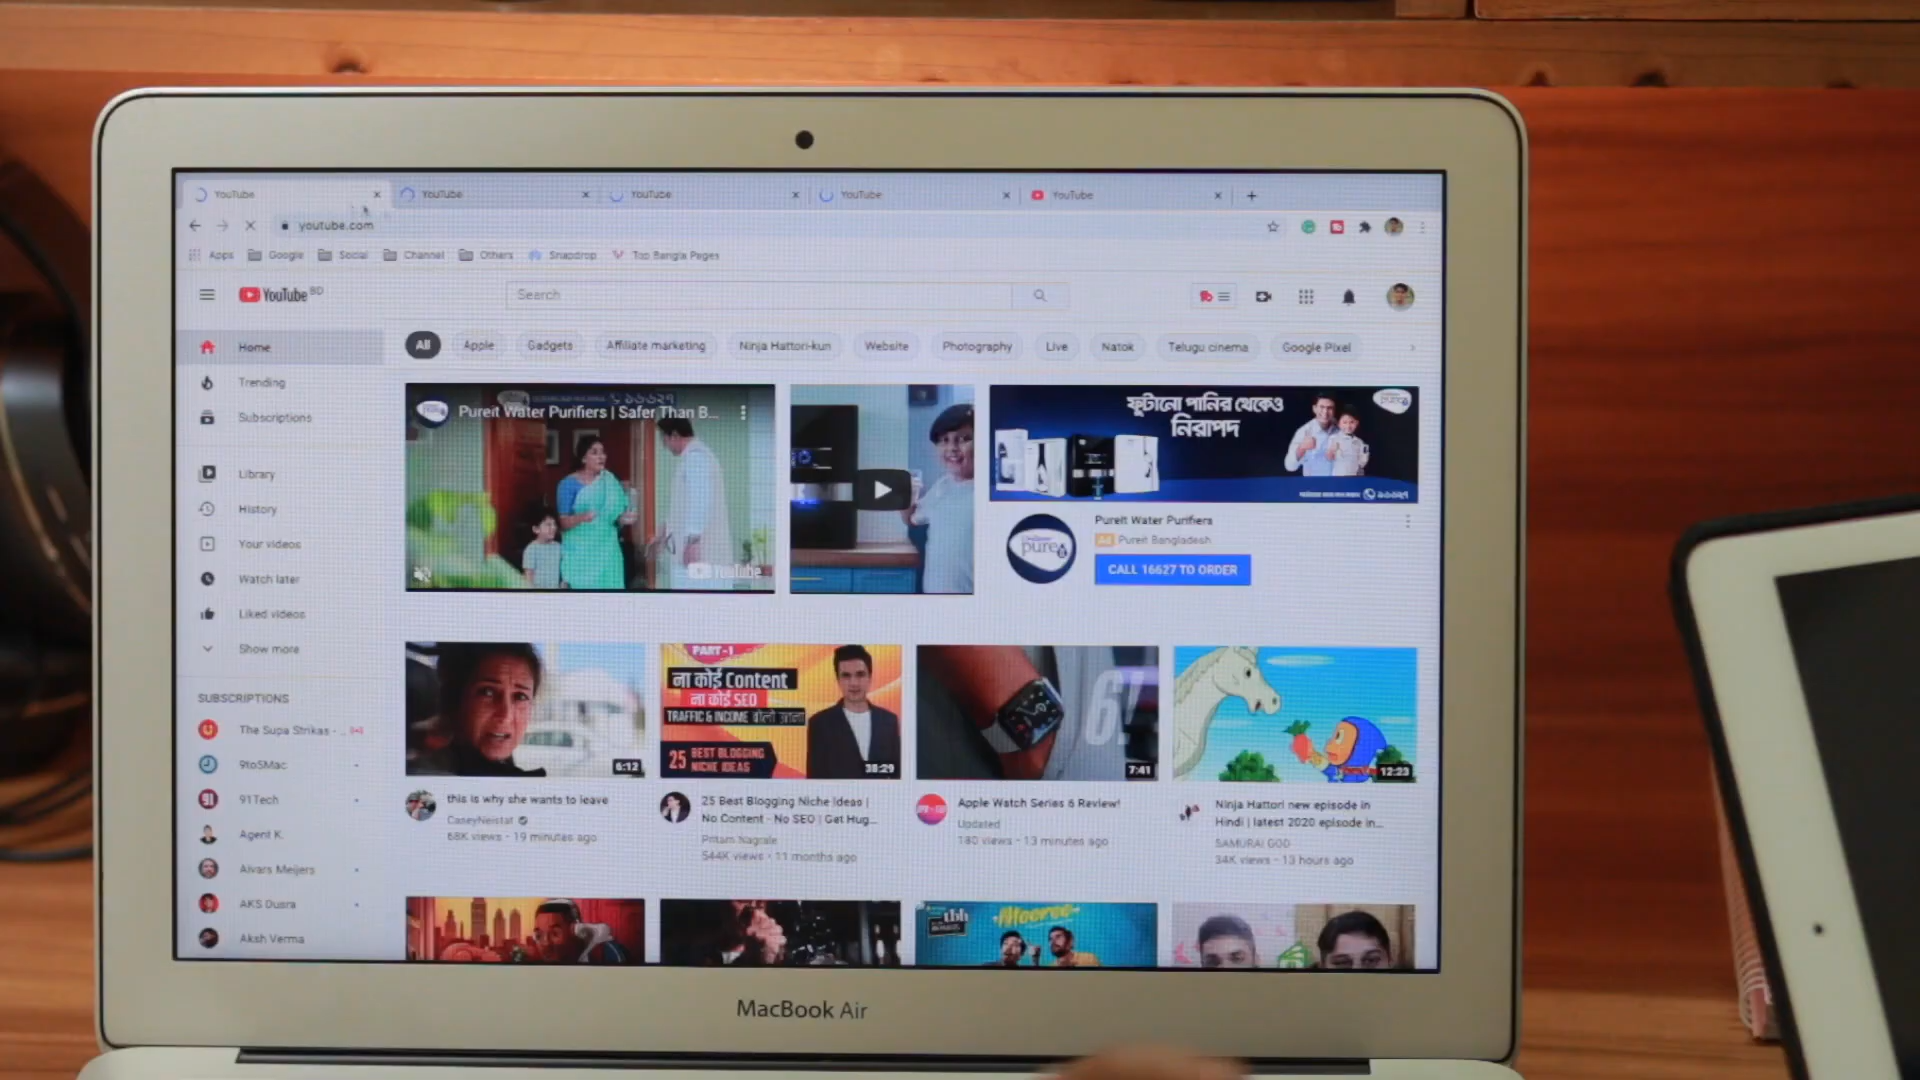 YouTube
YouTube
YouTube
YouTube
YouTube
youtube.com
Apps
Google
Social
Channel
Others
Snapdrop
Top Bangla Pages
YouTube BD
Search
All
Apple
Gadgets
Affiliate marketing
Ninja Hattori-kun
Website
Photography
Live
Natok
Telugu cinema
Google Pixel
Home
Trending
Subscriptions
Library
History
Your videos
Watch later
Liked videos
Show more
SUBSCRIPTIONS
The Supa Strikas - ...
9to5Mac
91Tech
Agent K.
Aivars Meijers
AKS Dusra
Aksh Verma
Pureit Water Purifiers | Safer Than B...
YouTube
ফুটানো পানির থেকেও
নিরাপদ
১৬৬২৭
Pureit Water Purifiers
Ad Pureit Bangladesh
CALL 16627 TO ORDER
6:12
this is why she wants to leave
CaseyNeistat
68K views • 19 minutes ago
PART-1
ना कोई Content
ना कोई SEO
TRAFFIC & INCOME
25 BEST BLOGGING
NICHE IDEAS
38:29
25 Best Blogging Niche Ideas |
No Content - No SEO | Get Hug...
Pritam Nagrale
544K views • 11 months ago
6!
7:41
Apple Watch Series 6 Review!
Updated
180 views • 13 minutes ago
12:23
Ninja Hattori new episode in
Hindi | latest 2020 episode in...
SAMURAI GOD
34K views • 13 hours ago
tbh
MacBook Air